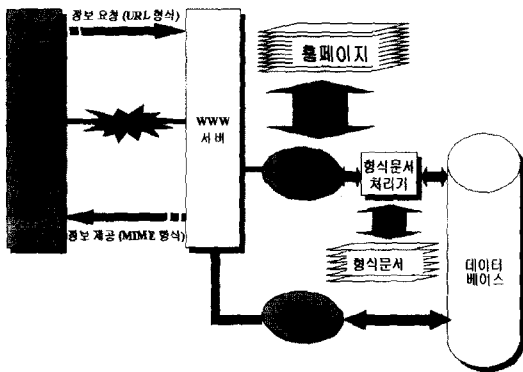 정보 요청 (URL 형식)
홈페이지
WWW
서버
형식문서
처리기
정보 제공 (MIME 형식)
형식문서
데이터
베이스